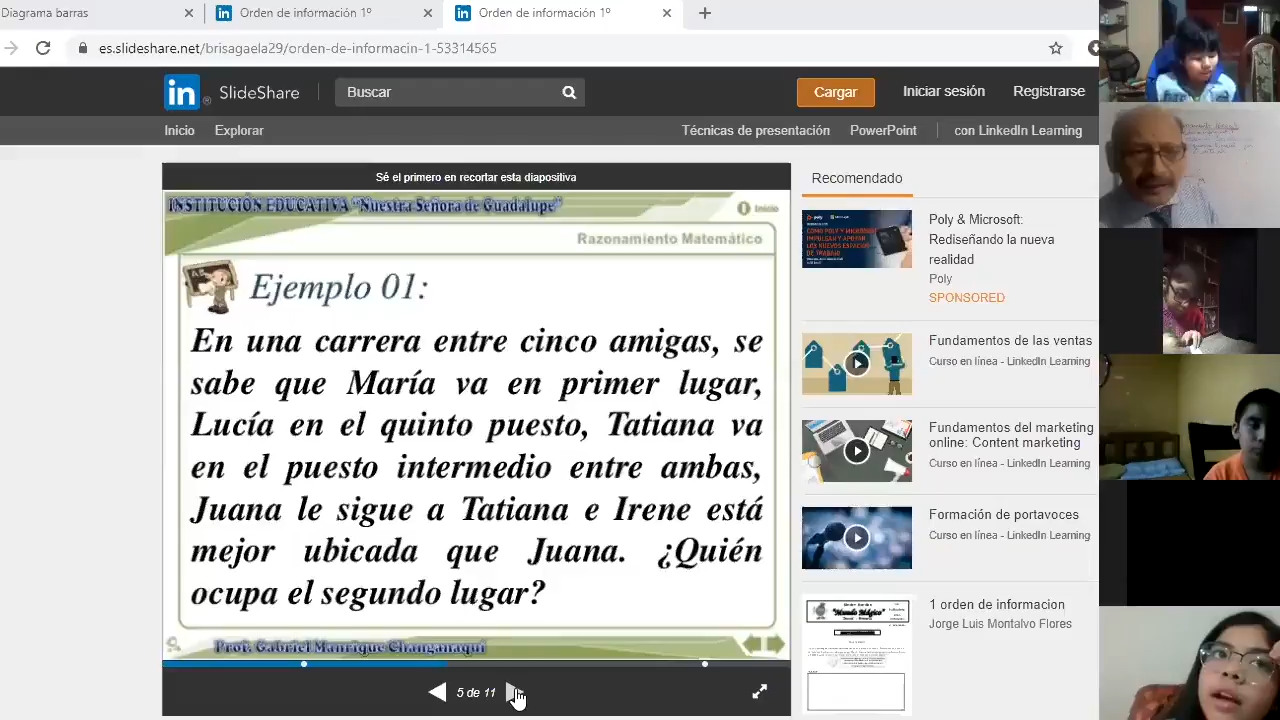 Diagrama barras
Orden de información 1º
Orden de información 1º
es.slideshare.net/brisagaela29/orden-de-informacin-1-53314565
in SlideShare
Buscar
Cargar
Iniciar sesión
Registrarse
Inicio
Explorar
Técnicas de presentación
PowerPoint
con LinkedIn Learning
Sé el primero en recortar esta diapositiva
INSTITUCIÓN EDUCATIVA "Nuestra Señora de Guadalupe"
Inicio
Razonamiento Matemático
Ejemplo 01:
En una carrera entre cinco amigas, se
sabe que María va en primer lugar,
Lucía en el quinto puesto, Tatiana va
en el puesto intermedio entre ambas,
Juana le sigue a Tatiana e Irene está
mejor ubicada que Juana. ¿Quién
ocupa el segundo lugar?
Prof: Gabriel Manrique
5 de 11
Recomendado
Poly & Microsoft:
Rediseñando la nueva
realidad
Poly
SPONSORED
Fundamentos de las ventas
Curso en línea - LinkedIn Learning
Fundamentos del marketing
online: Content marketing
Curso en línea - LinkedIn Learning
Formación de portavoces
Curso en línea - LinkedIn Learning
1 orden de informacion
Jorge Luis Montalvo Flores
"Mundo Mágico"